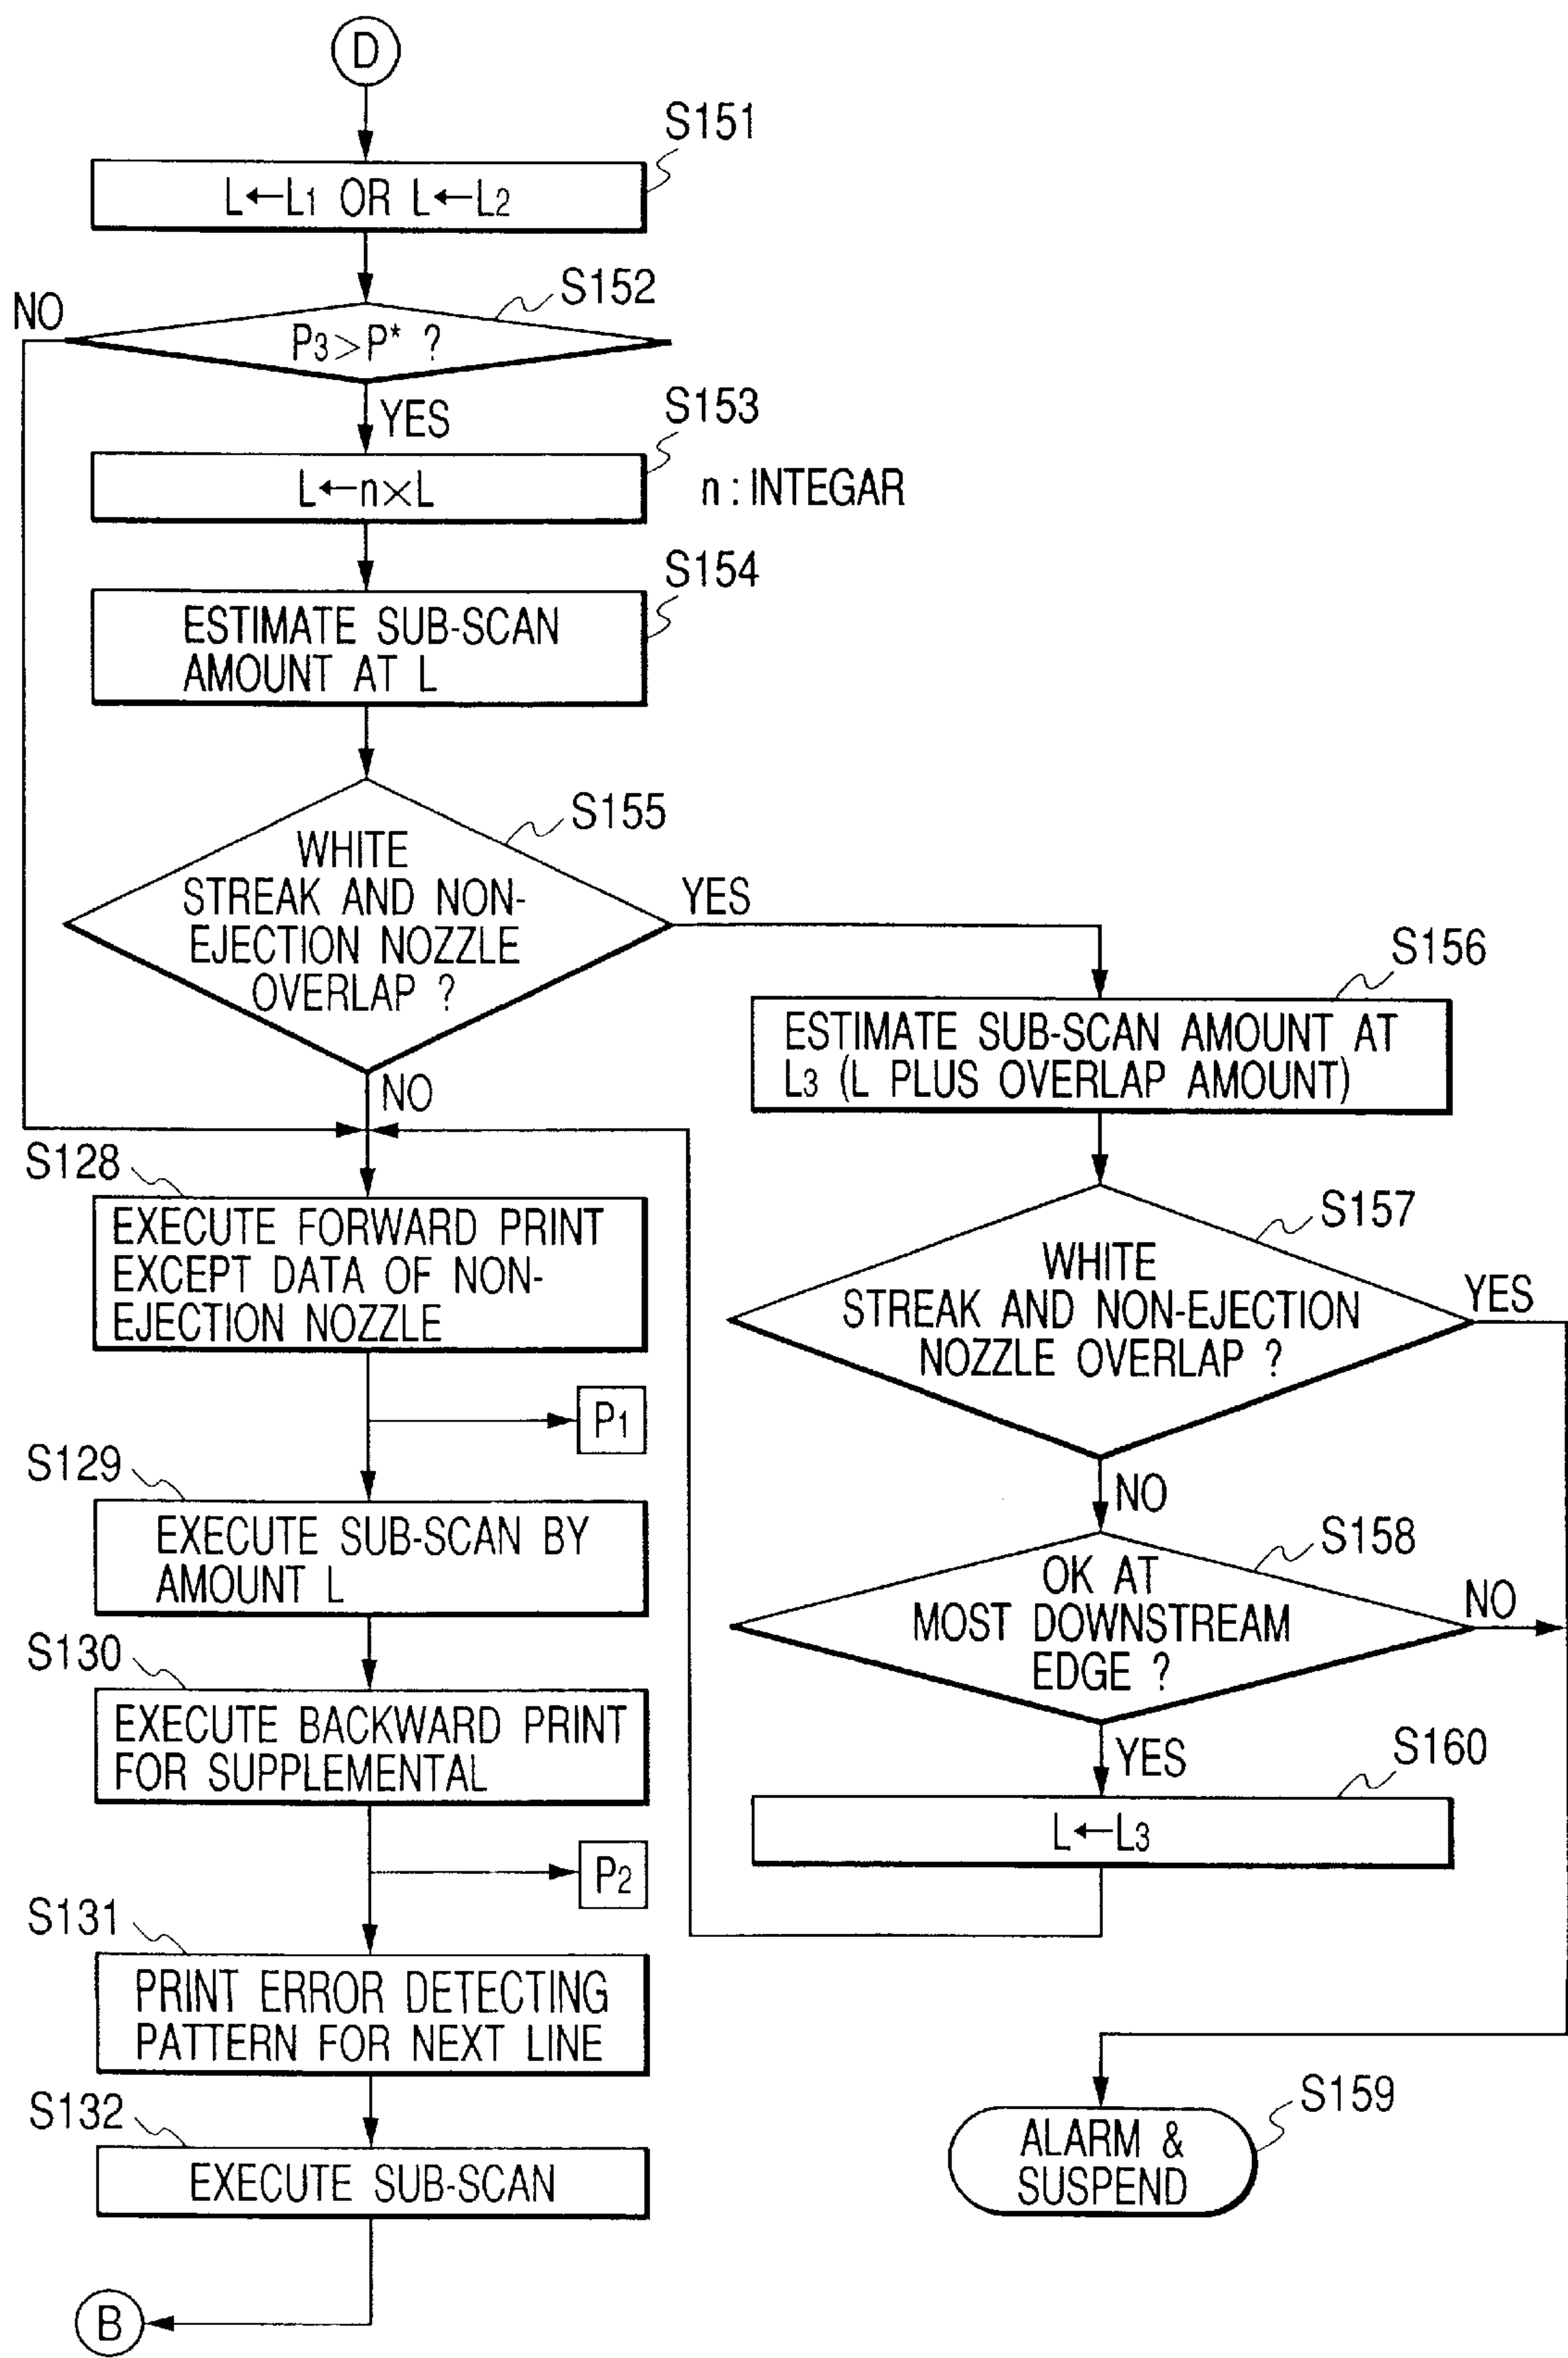 D
S151
L←L1 OR L←L2
S152
NO
P3>P* ?
YES
S153
L←n×L
n : INTEGAR
S154
ESTIMATE SUB-SCAN
AMOUNT AT L
S155
WHITE
STREAK AND NON-
EJECTION NOZZLE
OVERLAP ?
YES
NO
S156
ESTIMATE SUB-SCAN AMOUNT AT
L3 (L PLUS OVERLAP AMOUNT)
S128
EXECUTE FORWARD PRINT
EXCEPT DATA OF NON-
EJECTION NOZZLE
S157
WHITE
STREAK AND NON-EJECTION
NOZZLE OVERLAP ?
YES
NO
P1
S129
EXECUTE SUB-SCAN BY
AMOUNT L
S158
OK AT
MOST DOWNSTREAM
EDGE ?
NO
YES
S130
EXECUTE BACKWARD PRINT
FOR SUPPLEMENTAL
S160
L←L3
P2
S131
PRINT ERROR DETECTING
PATTERN FOR NEXT LINE
S132
EXECUTE SUB-SCAN
S159
ALARM &
SUSPEND
B